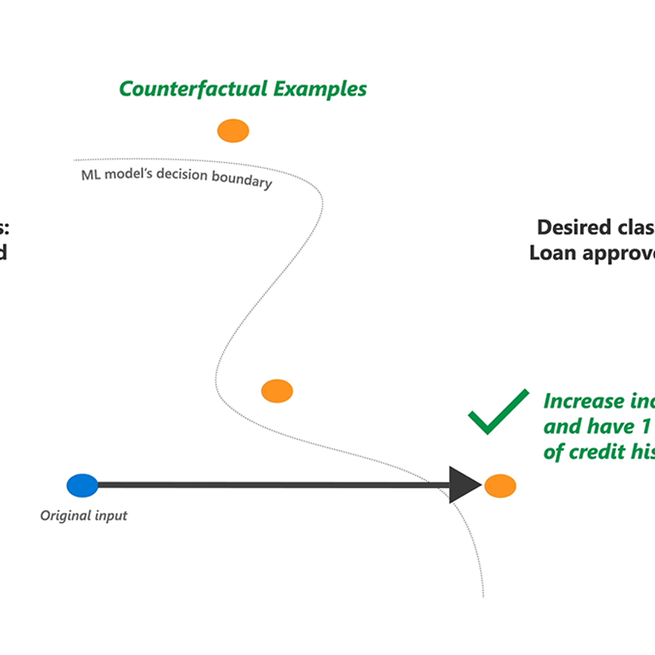 Counterfactual Examples
ML model's decision boundary
s:
d
Desired clas
Loan approv
Increase in
and have 1
of credit his
Original input